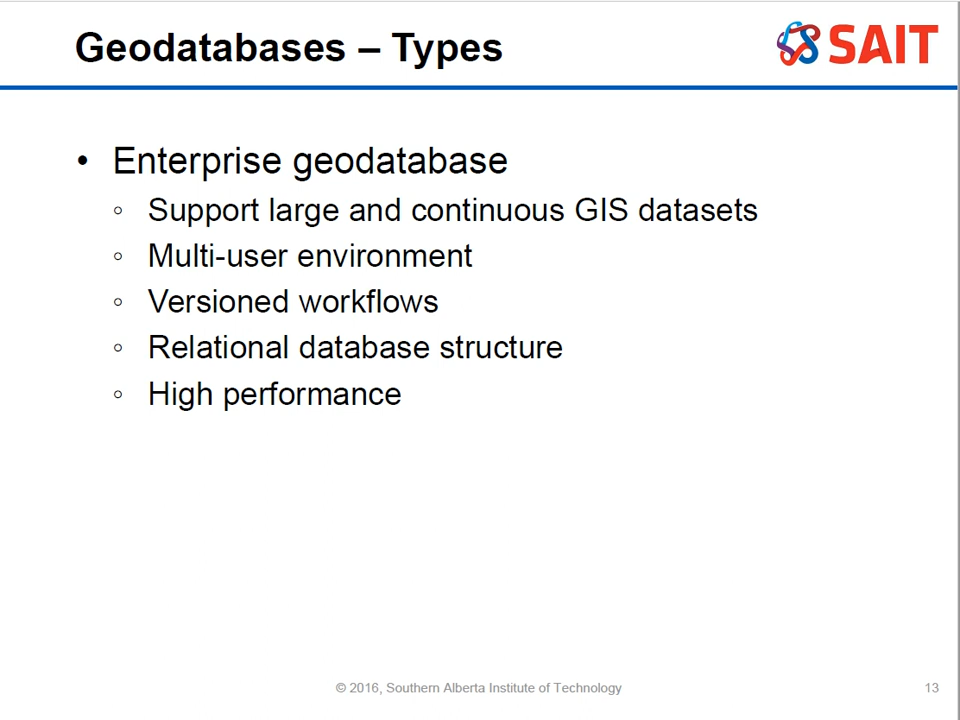 Geodatabases – Types
SAIT
• Enterprise geodatabase
◦ Support large and continuous GIS datasets
◦ Multi-user environment
◦ Versioned workflows
◦ Relational database structure
◦ High performance
© 2016, Southern Alberta Institute of Technology
13